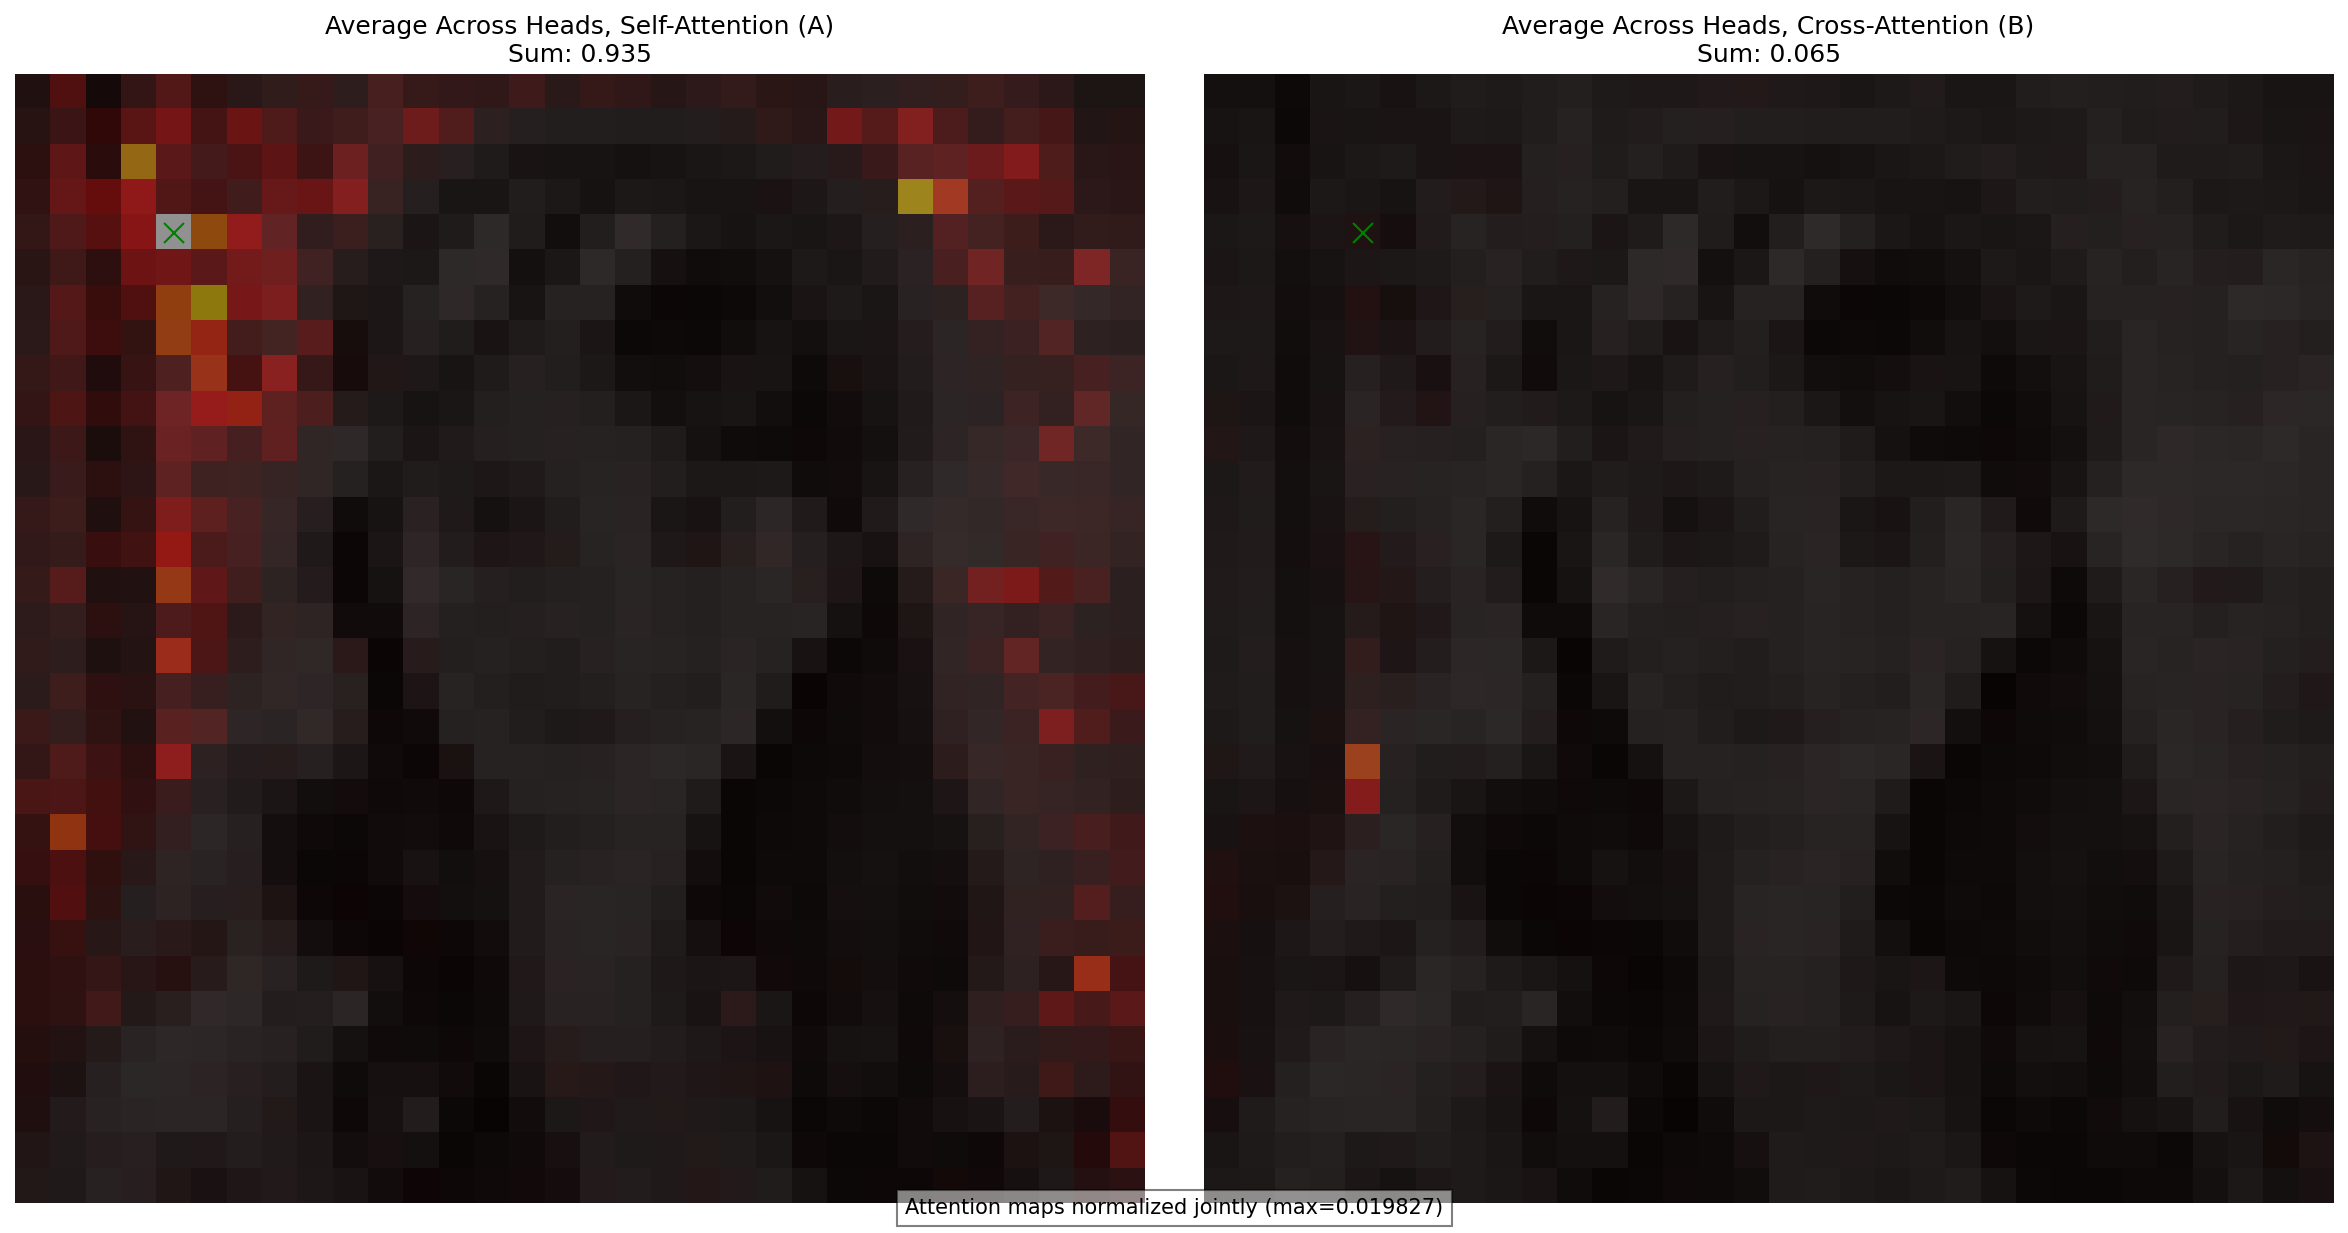 Average Across Heads, Self-Attention (A)
Sum: 0.935
Average Across Heads, Cross-Attention (B)
Sum: 0.065
Attention maps normalized jointly (max=0.019827)